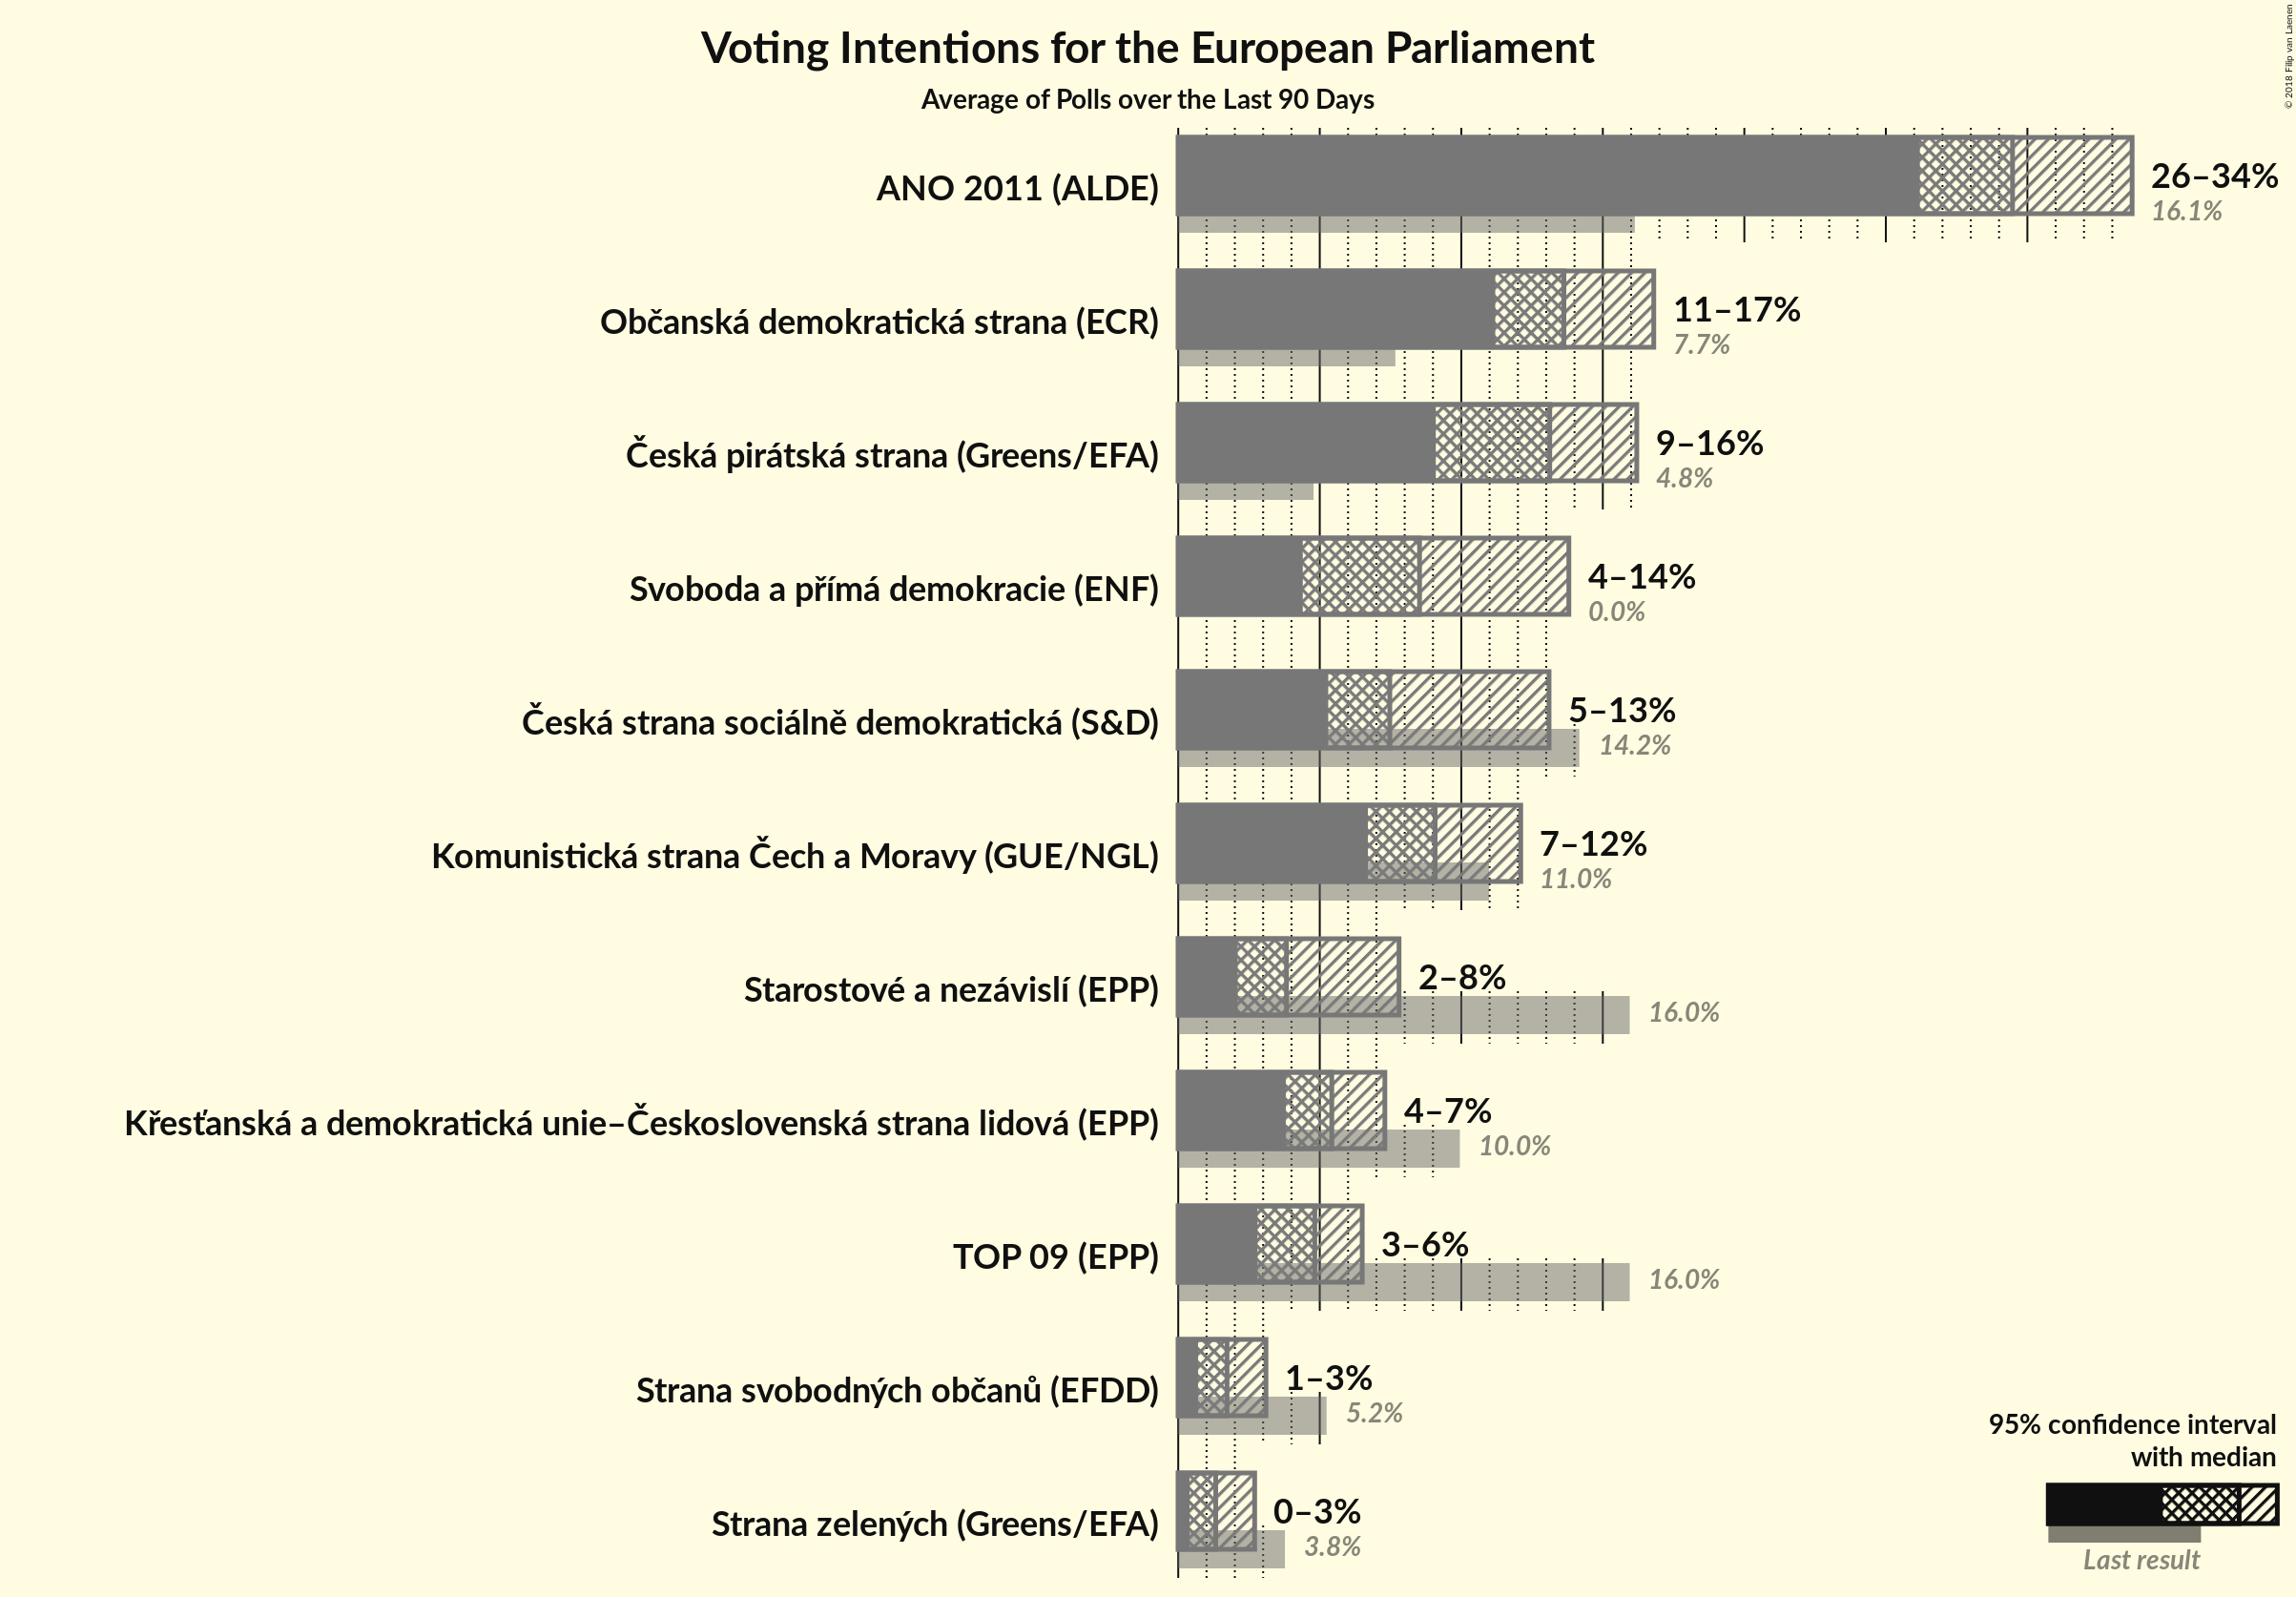 © 2018 Filip van Laenen
Voting Intentions for the European Parliament
Average of Polls over the Last 90 Days
ANO 2011 (ALDE)
26–34%
16.1%
Občanská demokratická strana (ECR)
11–17%
7.7%
Česká pirátská strana (Greens/EFA)
9–16%
4.8%
Svoboda a přímá demokracie (ENF)
4–14%
0.0%
Česká strana sociálně demokratická (S&D)
5–13%
14.2%
Komunistická strana Čech a Moravy (GUE/NGL)
7–12%
11.0%
Starostové a nezávislí (EPP)
2–8%
16.0%
Křesťanská a demokratická unie–Československá strana lidová (EPP)
4–7%
10.0%
TOP 09 (EPP)
3–6%
16.0%
Strana svobodných občanů (EFDD)
1–3%
5.2%
Strana zelených (Greens/EFA)
0–3%
3.8%
95% confidence interval
with median
Last result